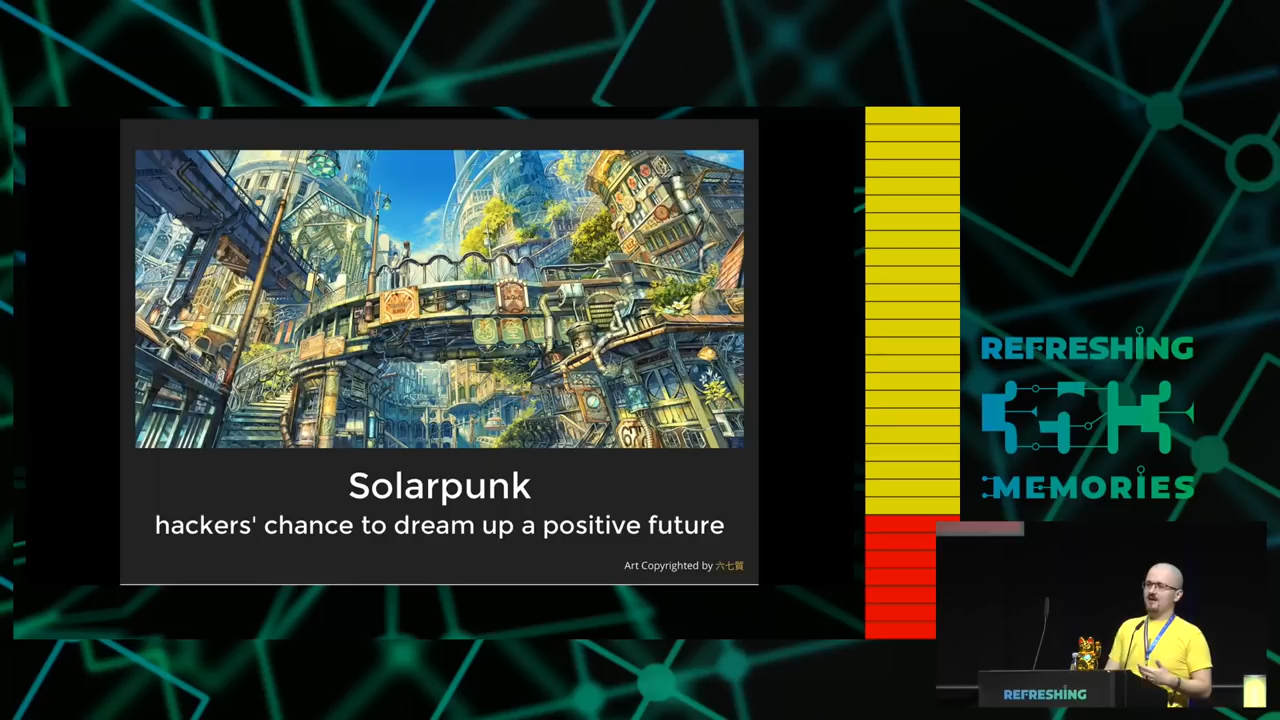 Solarpunk
hackers' chance to dream up a positive future
Art Copyrighted by 六七質
REFRESHING
MEMORIES
REFRESHING